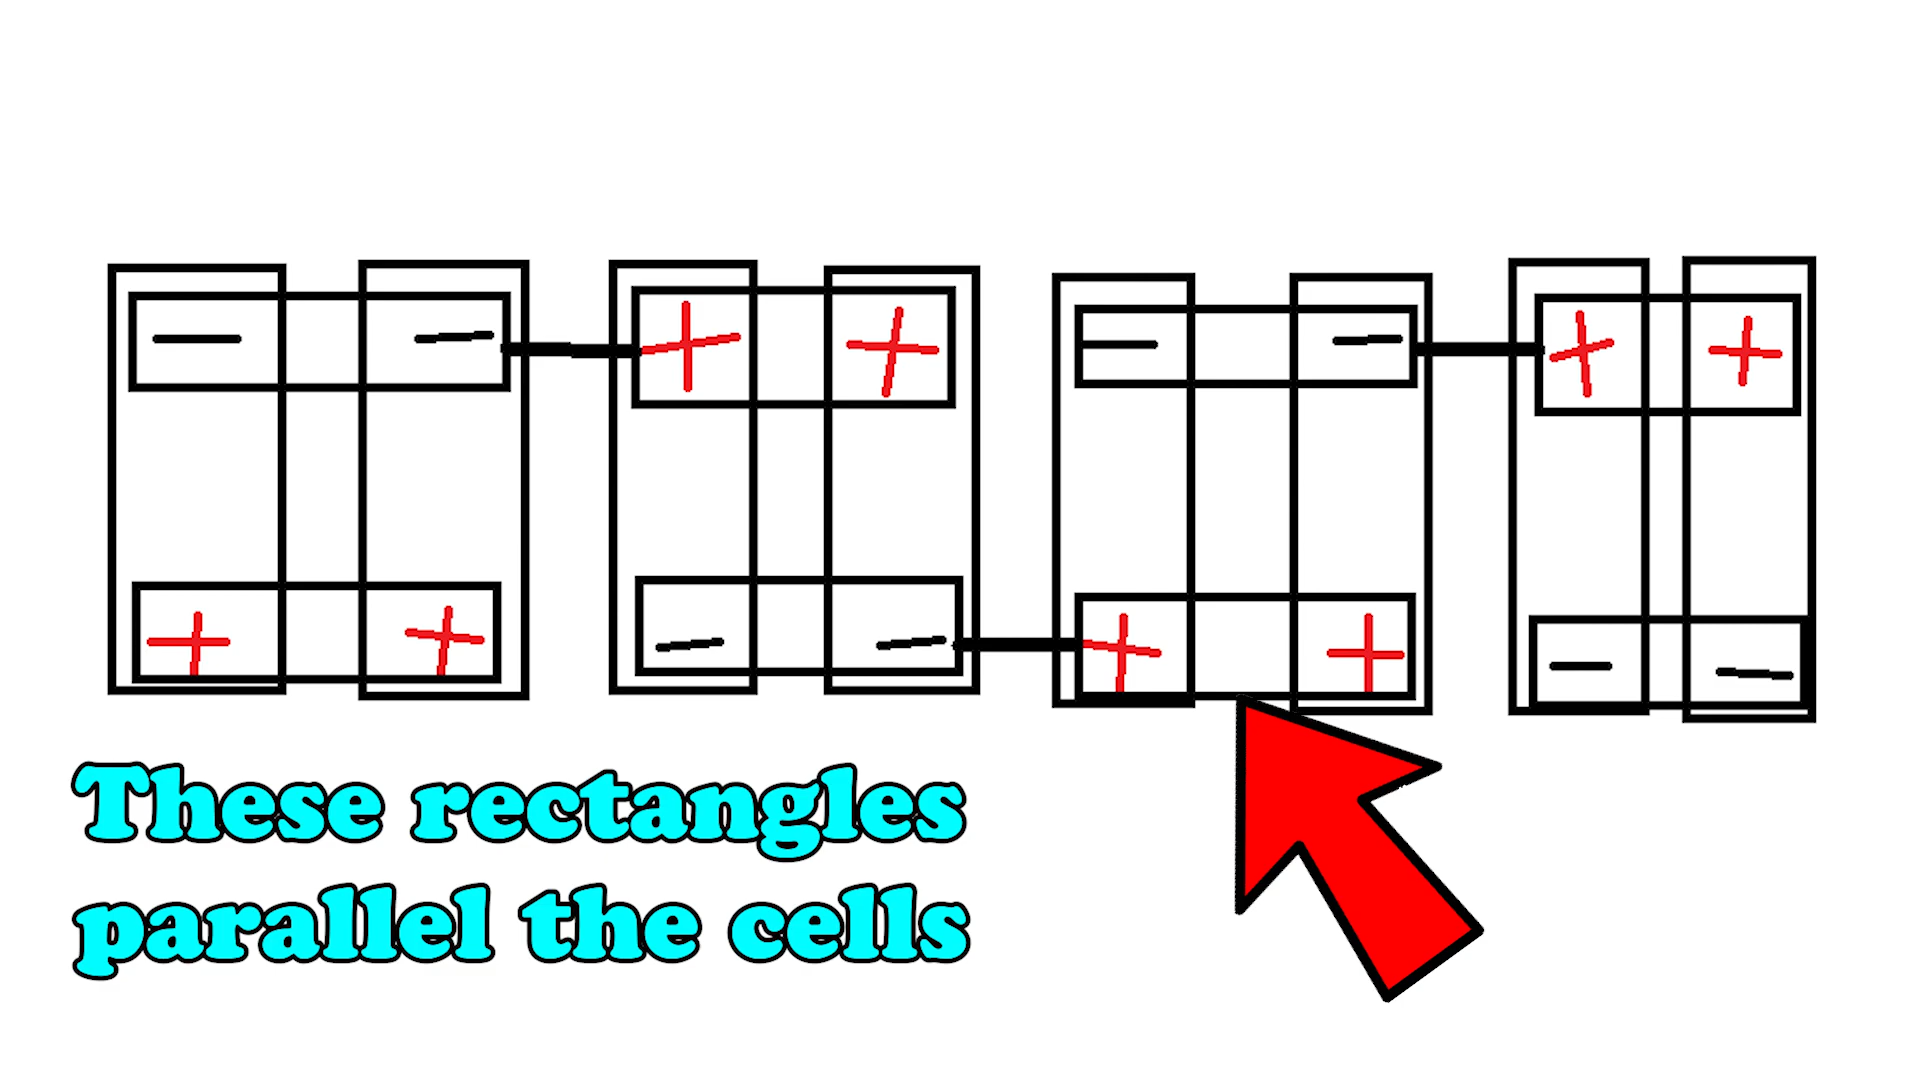 — — + + — — + +
+ + — — + + — —
These rectangles
parallel the cells